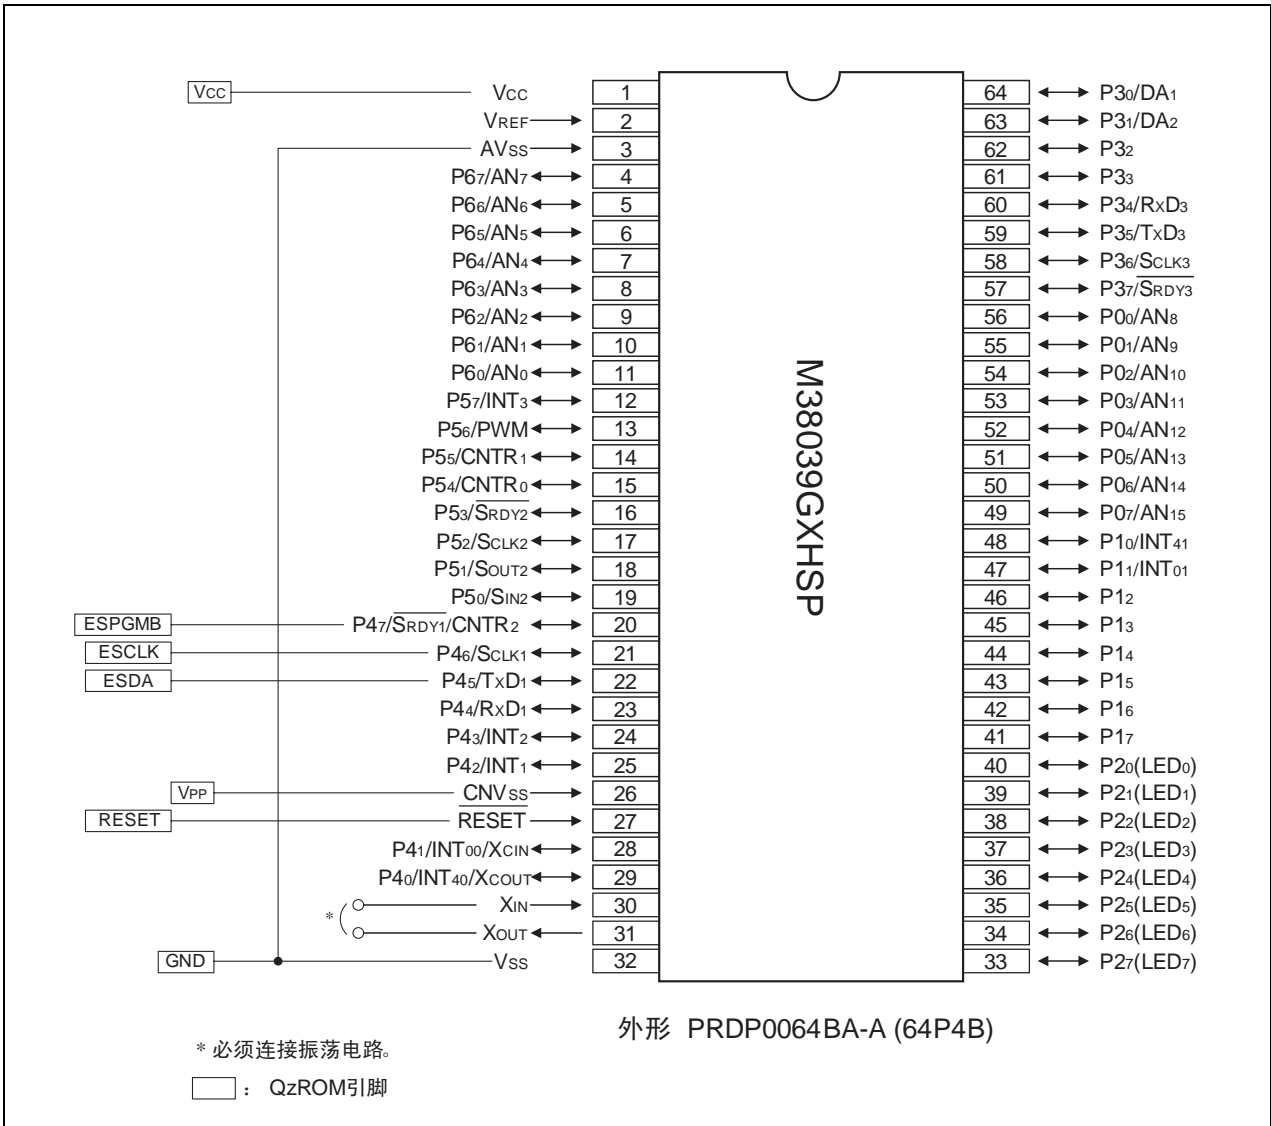 Vcc Vcc 1 64 P30/DA1
VREF 2 63 P31/DA2
AVss 3 62 P32
P67/AN7 4 61 P33
P66/AN6 5 60 P34/RxD3
P65/AN5 6 59 P35/TxD3
P64/AN4 7 58 P36/SCLK3
P63/AN3 8 57 P37/SRDY3
P62/AN2 9 56 P00/AN8
P61/AN1 10 55 P01/AN9
P60/AN0 11 54 P02/AN10
P57/INT3 12 53 P03/AN11
P56/PWM 13 52 P04/AN12
P55/CNTR1 14 51 P05/AN13
P54/CNTR0 15 50 P06/AN14
P53/SRDY2 16 49 P07/AN15
P52/SCLK2 17 48 P10/INT41
P51/SOUT2 18 47 P11/INT01
P50/SIN2 19 46 P12
ESPGMB P47/SRDY1/CNTR2 20 45 P13
ESCLK P46/SCLK1 21 44 P14
ESDA P45/TxD1 22 43 P15
P44/RxD1 23 42 P16
P43/INT2 24 41 P17
P42/INT1 25 40 P20(LED0)
VPP CNVss 26 39 P21(LED1)
RESET RESET 27 38 P22(LED2)
P41/INT00/XCIN 28 37 P23(LED3)
P40/INT40/XCOUT 29 36 P24(LED4)
* XIN 30 35 P25(LED5)
XOUT 31 34 P26(LED6)
GND Vss 32 33 P27(LED7)
M38039GXHSP
外形 PRDP0064BA-A (64P4B)
* 必须连接振荡电路。
： QzROM引脚